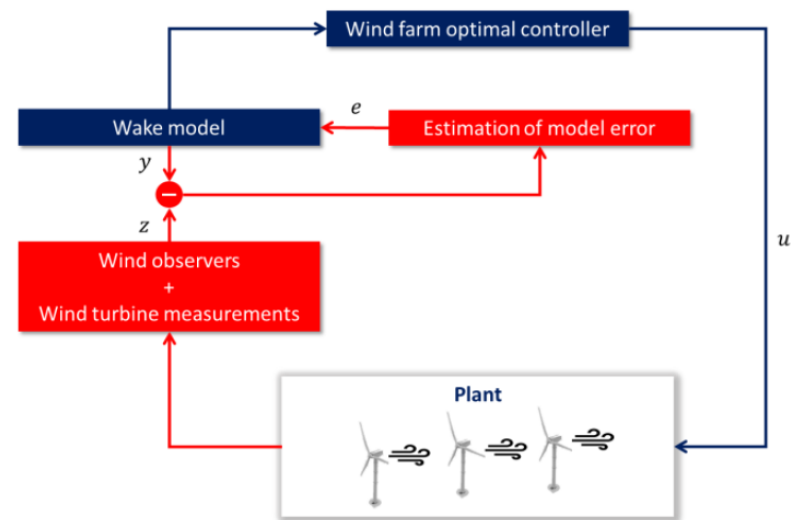 Wind farm optimal controller
e
Wake model
Estimation of model error
y
−
z
u
Wind observers
+
Wind turbine measurements
Plant